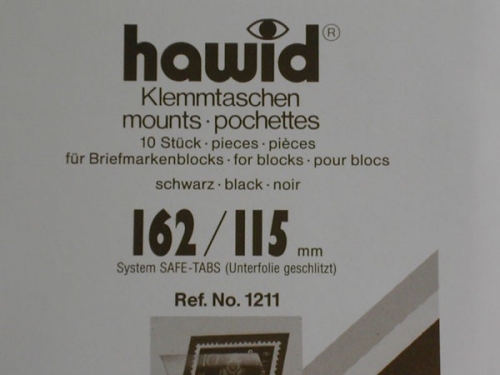 hawid®
Klemmtaschen
mounts · pochettes
10 Stück · pieces · pièces
für Briefmarkenblocks · for blocks · pour blocs
schwarz · black · noir
162/115 mm
System SAFE-TABS (Unterfolie geschlitzt)
Ref. No. 1211